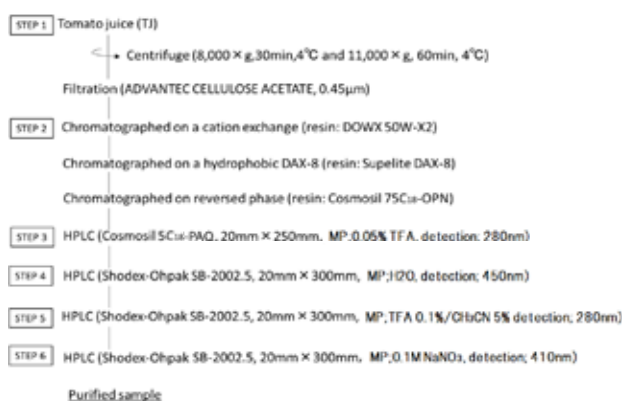 STEP 1 Tomato juice (TJ)
Centrifuge (8,000 × g,30min,4℃ and 11,000 × g, 60min, 4℃)
Filtration (ADVANTEC CELLULOSE ACETATE, 0.45μm)
STEP 2 Chromatographed on a cation exchange (resin: DOWX 50W-X2)
Chromatographed on a hydrophobic DAX-8 (resin: Supelite DAX-8)
Chromatographed on reversed phase (resin: Cosmosil 75C₁₈-OPN)
STEP 3 HPLC (Cosmosil 5C₁₈-PAQ, 20mm × 250mm, MP;0.05% TFA, detection; 280nm)
STEP 4 HPLC (Shodex-Ohpak SB-2002.5, 20mm × 300mm, MP;H2O, detection; 450nm)
STEP 5 HPLC (Shodex-Ohpak SB-2002.5, 20mm × 300mm, MP;TFA 0.1%/CH₃CN 5% detection; 280nm)
STEP 6 HPLC (Shodex-Ohpak SB-2002.5, 20mm × 300mm, MP;0.1M NaNO₃, detection; 410nm)
Purified sample